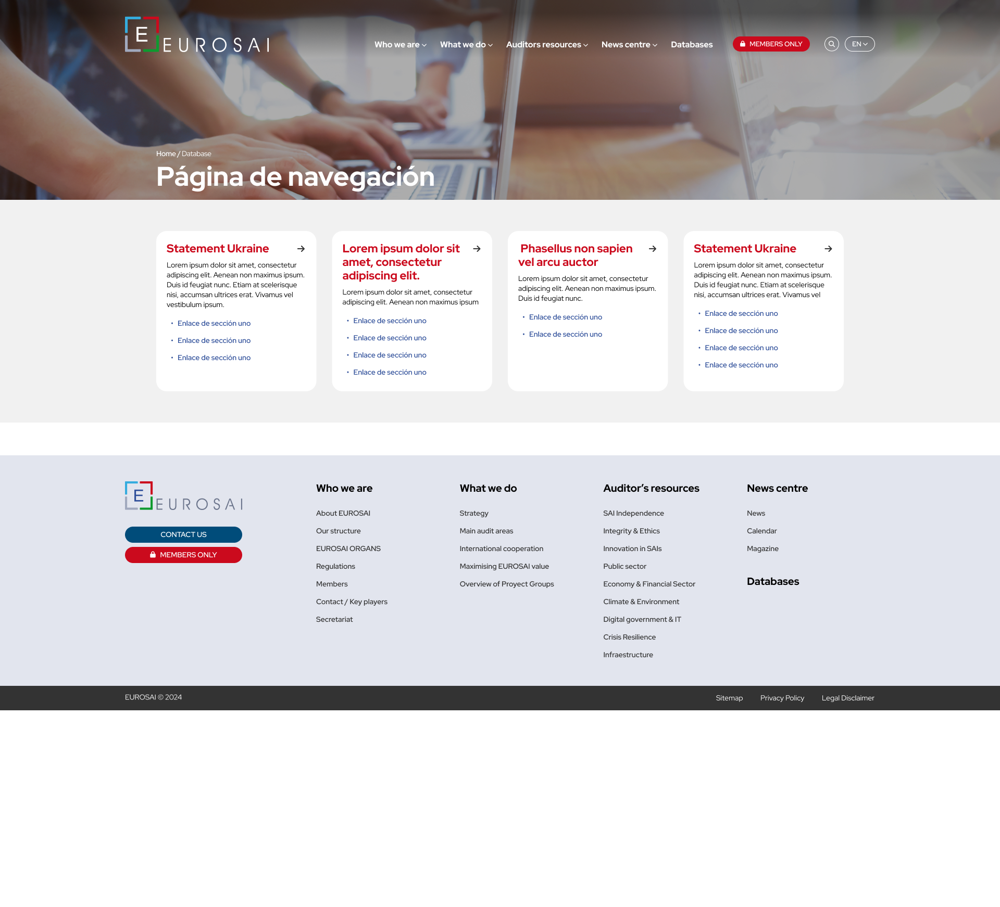 E EUROSAI
Who we are
What we do
Auditors resources
News centre
Databases
MEMBERS ONLY
EN
Home / Database
Página de navegación
Statement Ukraine
Lorem ipsum dolor sit amet, consectetur
adipiscing elit. Aenean non maximus ipsum.
Duis id feugiat nunc. Etiam at scelerisque
nisi, accumsan ultrices erat. Vivamus vel
vestibulum ipsum.
• Enlace de sección uno
• Enlace de sección uno
• Enlace de sección uno
Lorem ipsum dolor sit
amet, consectetur
adipiscing elit.
Lorem ipsum dolor sit amet, consectetur
adipiscing elit. Aenean non maximus ipsum
• Enlace de sección uno
• Enlace de sección uno
• Enlace de sección uno
• Enlace de sección uno
Phasellus non sapien
vel arcu auctor
Lorem ipsum dolor sit amet, consectetur
adipiscing elit. Aenean non maximus ipsum.
Duis id feugiat nunc.
• Enlace de sección uno
• Enlace de sección uno
Statement Ukraine
Lorem ipsum dolor sit amet, consectetur
adipiscing elit. Aenean non maximus ipsum.
Duis id feugiat nunc. Etiam at scelerisque
nisi, accumsan ultrices erat. Vivamus vel
• Enlace de sección uno
• Enlace de sección uno
• Enlace de sección uno
• Enlace de sección uno
E EUROSAI
CONTACT US
MEMBERS ONLY
Who we are
About EUROSAI
Our structure
EUROSAI ORGANS
Regulations
Members
Contact / Key players
Secretariat
What we do
Strategy
Main audit areas
International cooperation
Maximising EUROSAI value
Overview of Proyect Groups
Auditor’s resources
SAI Independence
Integrity & Ethics
Innovation in SAIs
Public sector
Economy & Financial Sector
Climate & Environment
Digital government & IT
Crisis Resilience
Infraestructure
News centre
News
Calendar
Magazine
Databases
EUROSAI © 2024
Sitemap
Privacy Policy
Legal Disclaimer